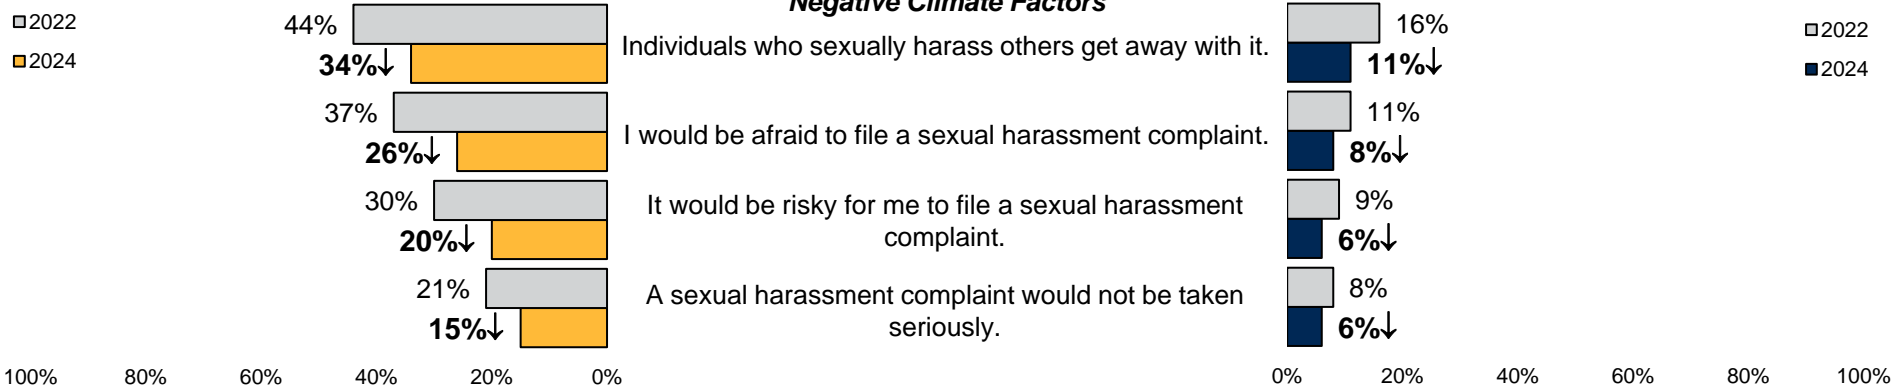 Negative Climate Factors
2022
2024
44%
34%↓
Individuals who sexually harass others get away with it.
16%
11%↓
2022
2024
37%
26%↓
I would be afraid to file a sexual harassment complaint.
11%
8%↓
30%
20%↓
It would be risky for me to file a sexual harassment
complaint.
9%
6%↓
21%
15%↓
A sexual harassment complaint would not be taken
seriously.
8%
6%↓
100% 80% 60% 40% 20% 0%
0% 20% 40% 60% 80% 100%